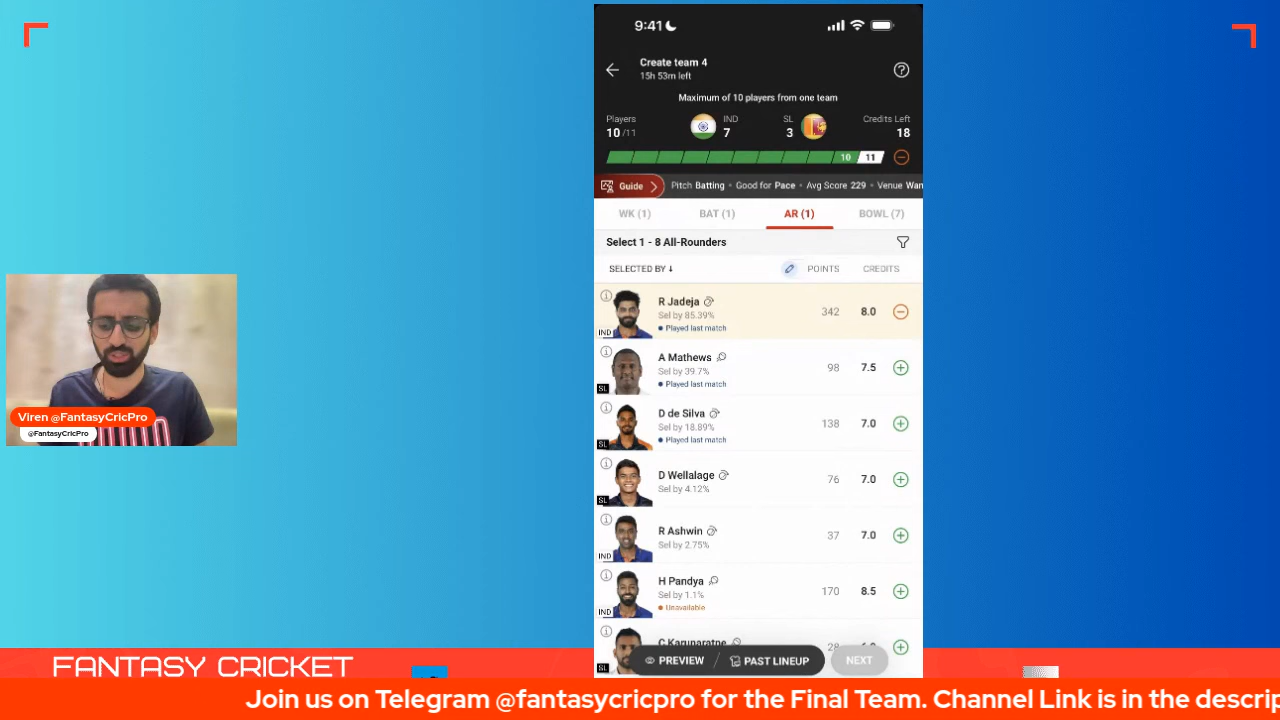 9:41
Create team 4
15h 53m left
Maximum of 10 players from one team
Players
10/11
IND
7
SL
3
Credits Left
18
10 11
Guide Pitch Batting • Good for Pace • Avg Score 229 • Venue Wan
WK (1) BAT (1) AR (1) BOWL (7)
Select 1 - 8 All-Rounders
SELECTED BY ↓ POINTS CREDITS
R Jadeja
Sel by 85.39%
Played last match
IND
342 8.0
A Mathews
Sel by 39.7%
Played last match
SL
98 7.5
D de Silva
Sel by 18.89%
Played last match
SL
138 7.0
D Wellalage
Sel by 4.12%
SL
76 7.0
R Ashwin
Sel by 2.75%
IND
37 7.0
H Pandya
Sel by 1.1%
Unavailable
IND
170 8.5
C Karunaratne
SL
28
PREVIEW / PAST LINEUP NEXT
Viren @FantasyCricPro
@FantasyCricPro
FANTASY CRICKET
Join us on Telegram @fantasycricpro for the Final Team. Channel Link is in the descrip